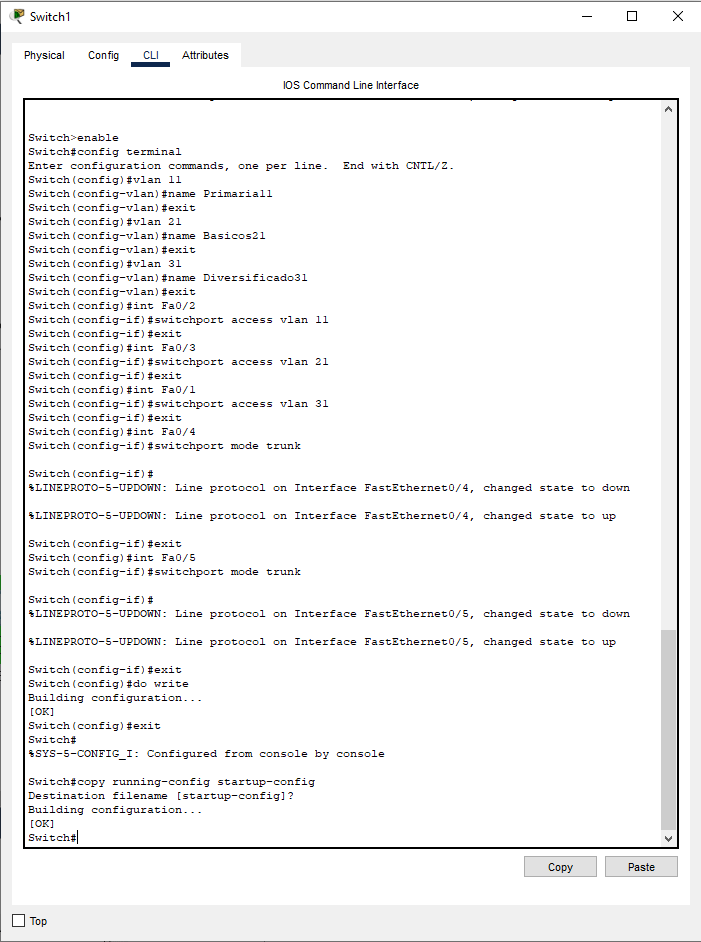 Switch1
Physical Config CLI Attributes
IOS Command Line Interface
Switch>enable
Switch#config terminal
Enter configuration commands, one per line.  End with CNTL/Z.
Switch(config)#vlan 11
Switch(config-vlan)#name Primaria11
Switch(config-vlan)#exit
Switch(config)#vlan 21
Switch(config-vlan)#name Basicos21
Switch(config-vlan)#exit
Switch(config)#vlan 31
Switch(config-vlan)#name Diversificado31
Switch(config-vlan)#exit
Switch(config)#int Fa0/2
Switch(config-if)#switchport access vlan 11
Switch(config-if)#exit
Switch(config)#int Fa0/3
Switch(config-if)#switchport access vlan 21
Switch(config-if)#exit
Switch(config)#int Fa0/1
Switch(config-if)#switchport access vlan 31
Switch(config-if)#exit
Switch(config)#int Fa0/4
Switch(config-if)#switchport mode trunk
Switch(config-if)#
%LINEPROTO-5-UPDOWN: Line protocol on Interface FastEthernet0/4, changed state to down
%LINEPROTO-5-UPDOWN: Line protocol on Interface FastEthernet0/4, changed state to up
Switch(config-if)#exit
Switch(config)#int Fa0/5
Switch(config-if)#switchport mode trunk
Switch(config-if)#
%LINEPROTO-5-UPDOWN: Line protocol on Interface FastEthernet0/5, changed state to down
%LINEPROTO-5-UPDOWN: Line protocol on Interface FastEthernet0/5, changed state to up
Switch(config-if)#exit
Switch(config)#do write
Building configuration...
[OK]
Switch(config)#exit
Switch#
%SYS-5-CONFIG_I: Configured from console by console
Switch#copy running-config startup-config
Destination filename [startup-config]?
Building configuration...
[OK]
Switch#
Copy Paste
Top